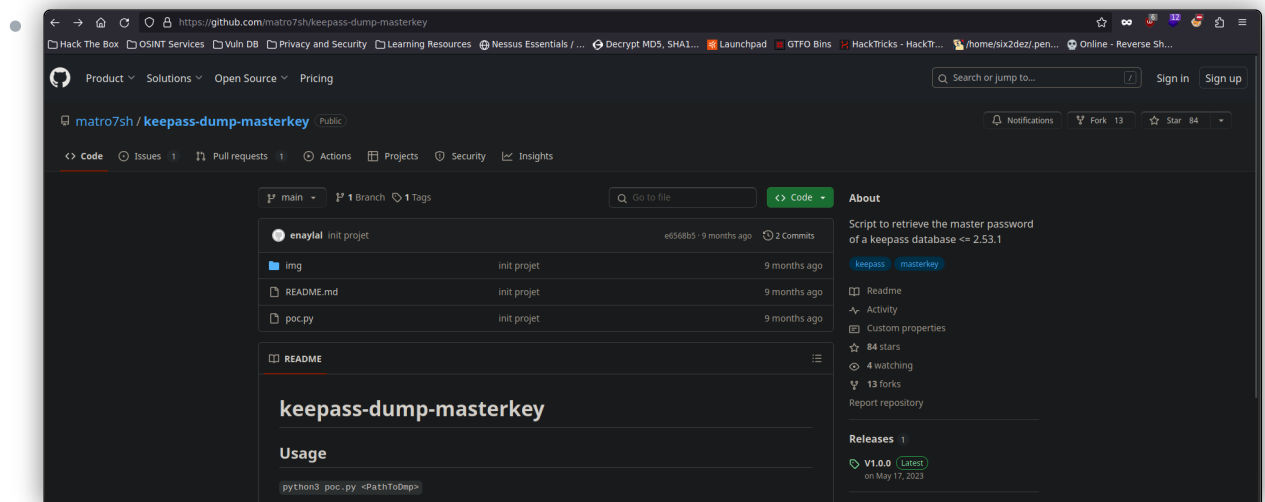 https://github.com/matro7sh/keepass-dump-masterkey
6 12
Hack The Box OSINT Services Vuln DB Privacy and Security Learning Resources Nessus Essentials / ... Decrypt MD5, SHA1... Launchpad GTFO Bins HackTricks - HackTr... /home/six2dez/.pen... Online - Reverse Sh...
Product Solutions Open Source Pricing Search or jump to... / Sign in Sign up
matro7sh / keepass-dump-masterkey Public Notifications Fork 13 Star 84
<> Code Issues 1 Pull requests 1 Actions Projects Security Insights
main 1 Branch 1 Tags Go to file <> Code
enaylal init projet e6568b5 · 9 months ago 2 Commits
img init projet 9 months ago
README.md init projet 9 months ago
poc.py init projet 9 months ago
README
keepass-dump-masterkey
Usage
python3 poc.py <PathToDmp>
About
Script to retrieve the master password
of a keepass database <= 2.53.1
keepass masterkey
Readme
Activity
Custom properties
84 stars
4 watching
13 forks
Report repository
Releases 1
V1.0.0 Latest
on May 17, 2023